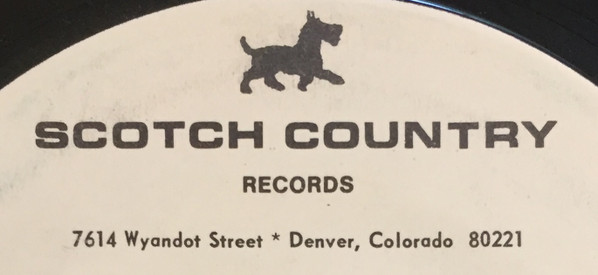 SCOTCH COUNTRY
RECORDS
7614 Wyandot Street * Denver, Colorado 80221